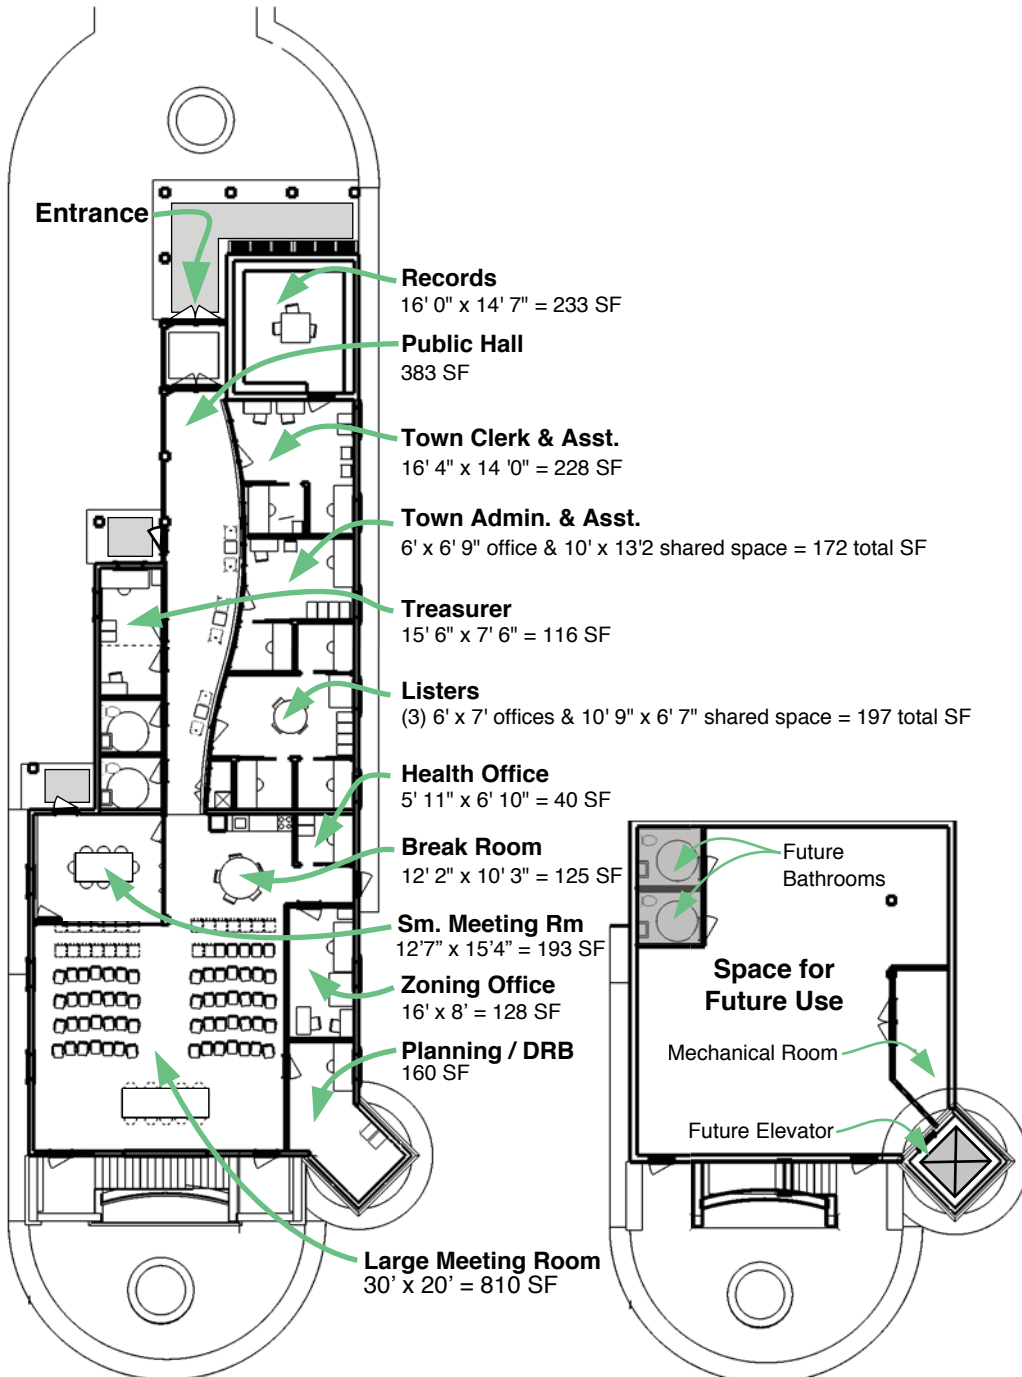 Entrance
Records
16' 0" x 14' 7" = 233 SF
Public Hall
383 SF
Town Clerk & Asst.
16' 4" x 14 '0" = 228 SF
Town Admin. & Asst.
6' x 6' 9" office & 10' x 13'2 shared space = 172 total SF
Treasurer
15' 6" x 7' 6" = 116 SF
Listers
(3) 6' x 7' offices & 10' 9" x 6' 7" shared space = 197 total SF
Health Office
5' 11" x 6' 10" = 40 SF
Break Room
12' 2" x 10' 3" = 125 SF
Sm. Meeting Rm
12’7” x 15’4” = 193 SF
Zoning Office
16' x 8’ = 128 SF
Planning / DRB
160 SF
Large Meeting Room
30’ x 20’ = 810 SF
Future
Bathrooms
Space for
Future Use
Mechanical Room
Future Elevator